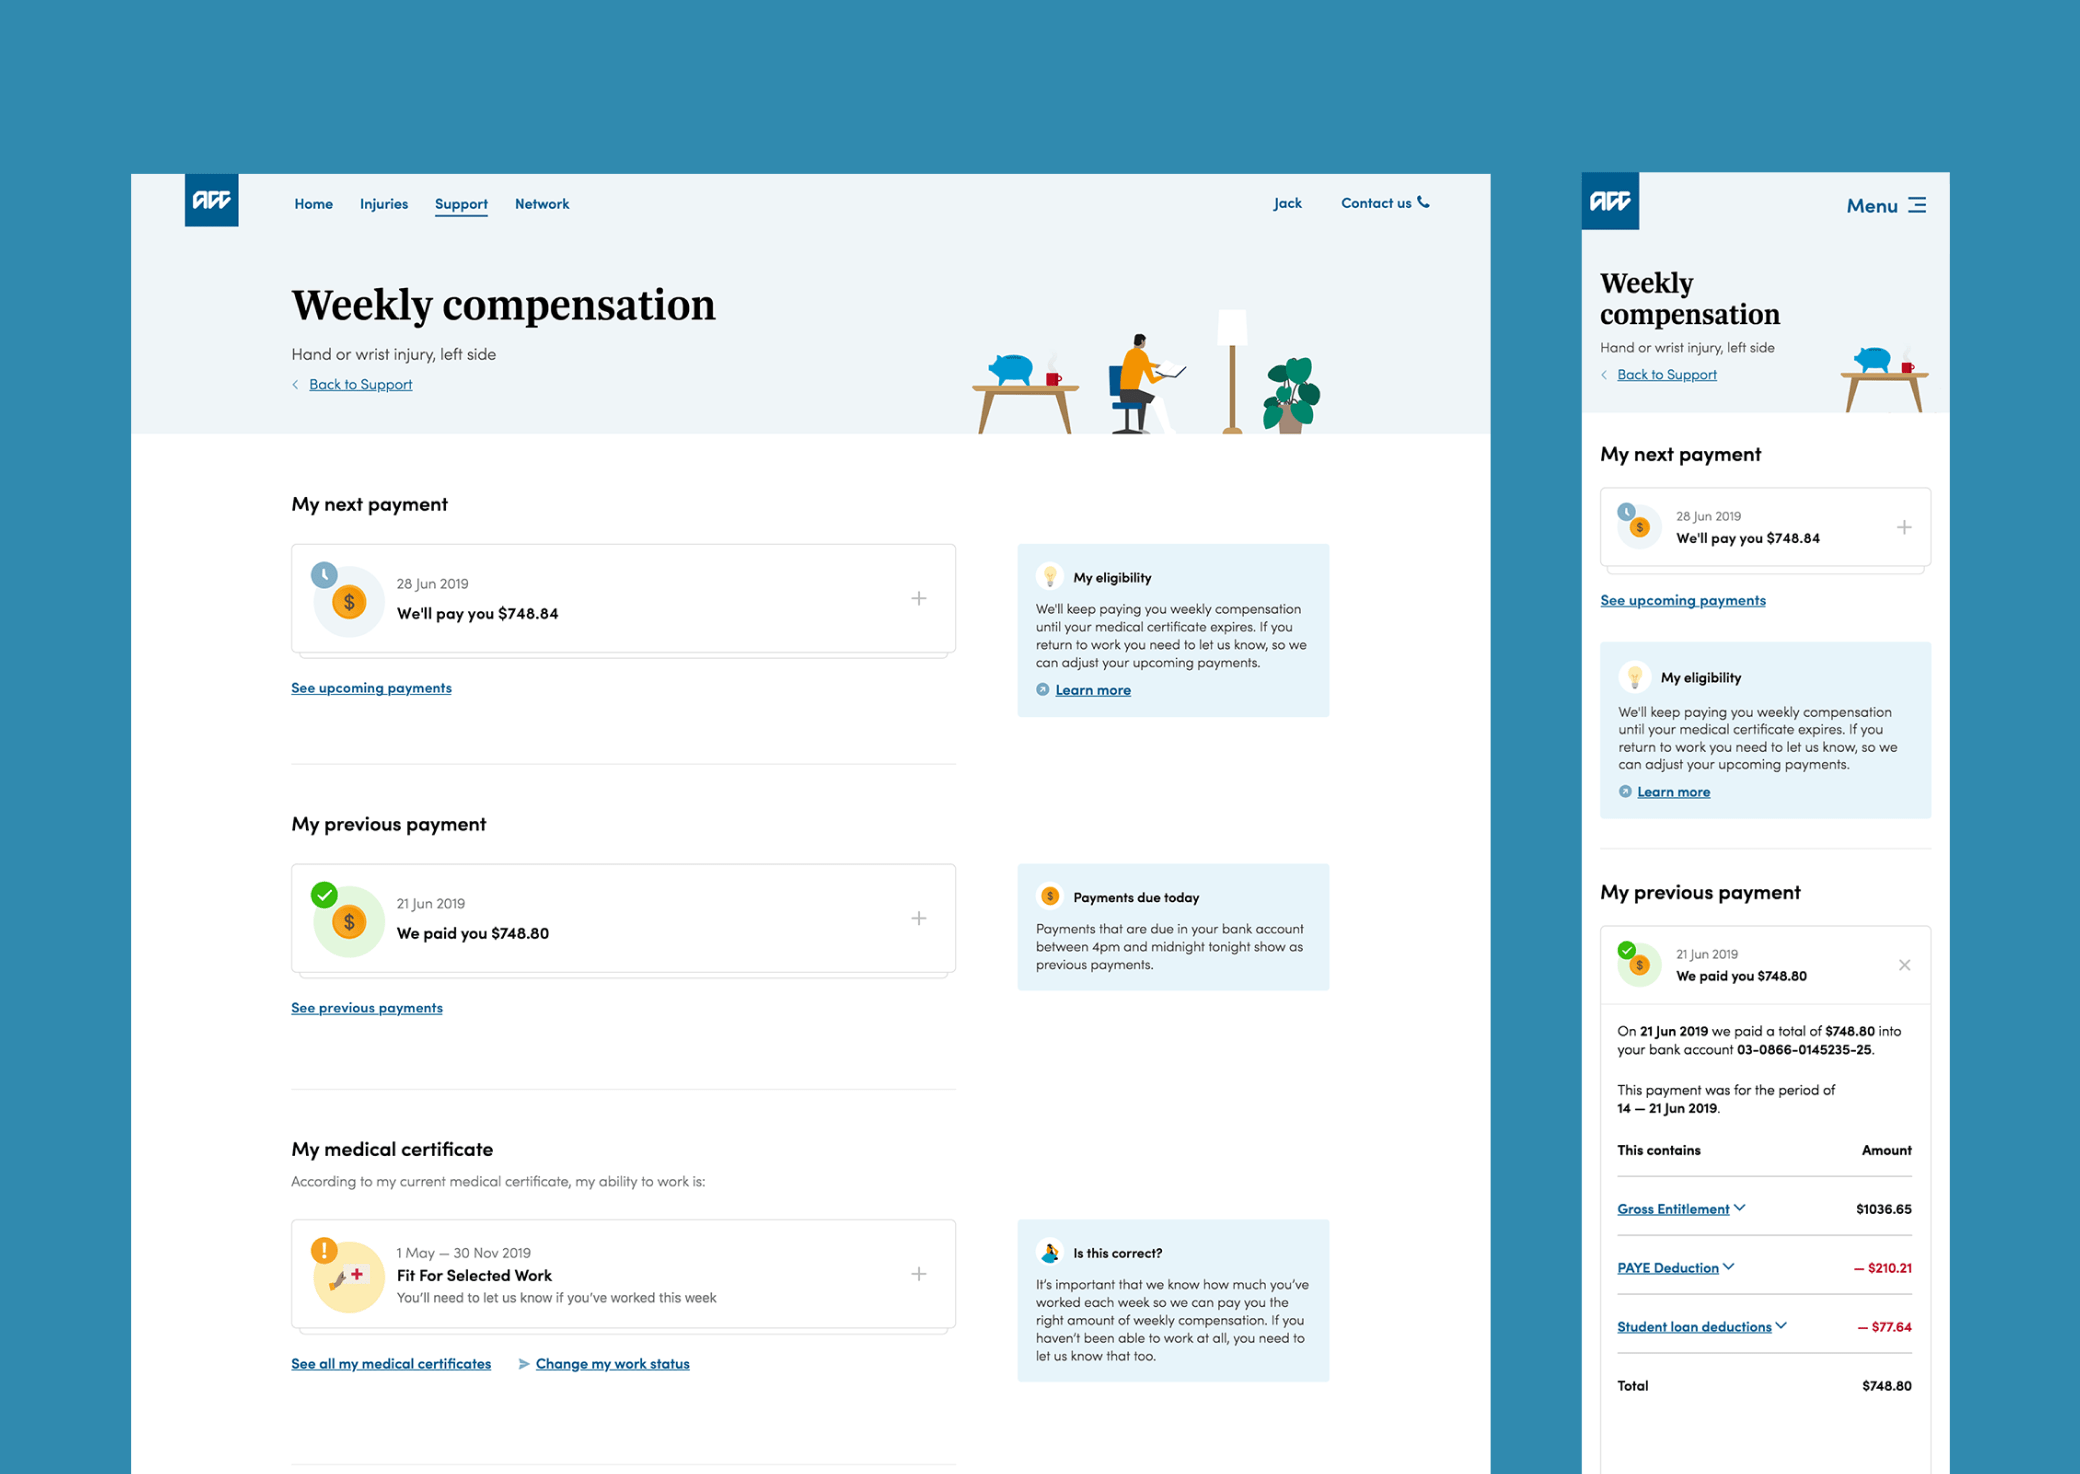 ACC
Home Injuries Support Network Jack Contact us
Weekly compensation
Hand or wrist injury, left side
Back to Support
My next payment
28 Jun 2019
We'll pay you $748.84
See upcoming payments
My eligibility
We'll keep paying you weekly compensation
until your medical certificate expires. If you
return to work you need to let us know, so we
can adjust your upcoming payments.
Learn more
My previous payment
21 Jun 2019
We paid you $748.80
See previous payments
Payments due today
Payments that are due in your bank account
between 4pm and midnight tonight show as
previous payments.
My medical certificate
According to my current medical certificate, my ability to work is:
1 May — 30 Nov 2019
Fit For Selected Work
You'll need to let us know if you've worked this week
See all my medical certificates Change my work status
Is this correct?
It's important that we know how much you've
worked each week so we can pay you the
right amount of weekly compensation. If you
haven't been able to work at all, you need to
let us know that too.
ACC
Menu
Weekly
compensation
Hand or wrist injury, left side
Back to Support
My next payment
28 Jun 2019
We'll pay you $748.84
See upcoming payments
My eligibility
We'll keep paying you weekly compensation
until your medical certificate expires. If you
return to work you need to let us know, so we
can adjust your upcoming payments.
Learn more
My previous payment
21 Jun 2019
We paid you $748.80
On 21 Jun 2019 we paid a total of $748.80 into
your bank account 03-0866-0145235-25.
This payment was for the period of
14 — 21 Jun 2019.
This contains Amount
Gross Entitlement $1036.65
PAYE Deduction — $210.21
Student loan deductions — $77.64
Total $748.80